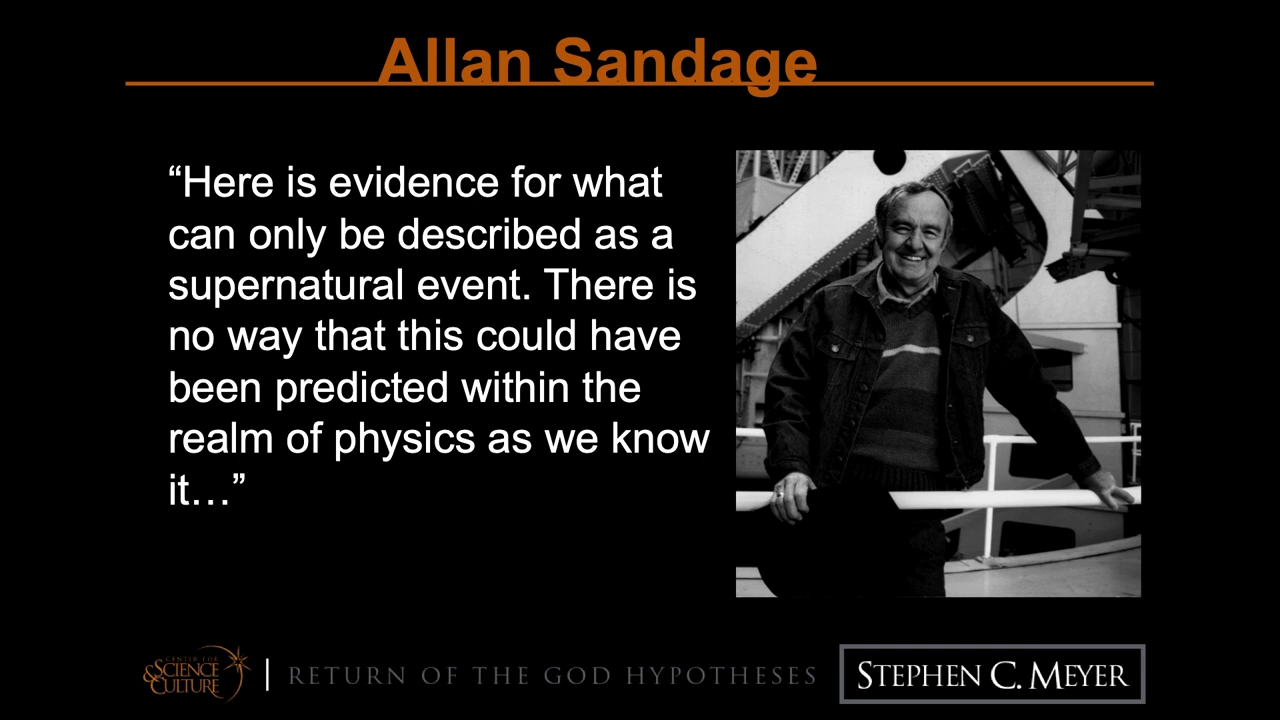 Allan Sandage
“Here is evidence for what
can only be described as a
supernatural event. There is
no way that this could have
been predicted within the
realm of physics as we know
it…”
CENTER FOR
SCIENCE
& CULTURE
RETURN OF THE GOD HYPOTHESES
STEPHEN C. MEYER